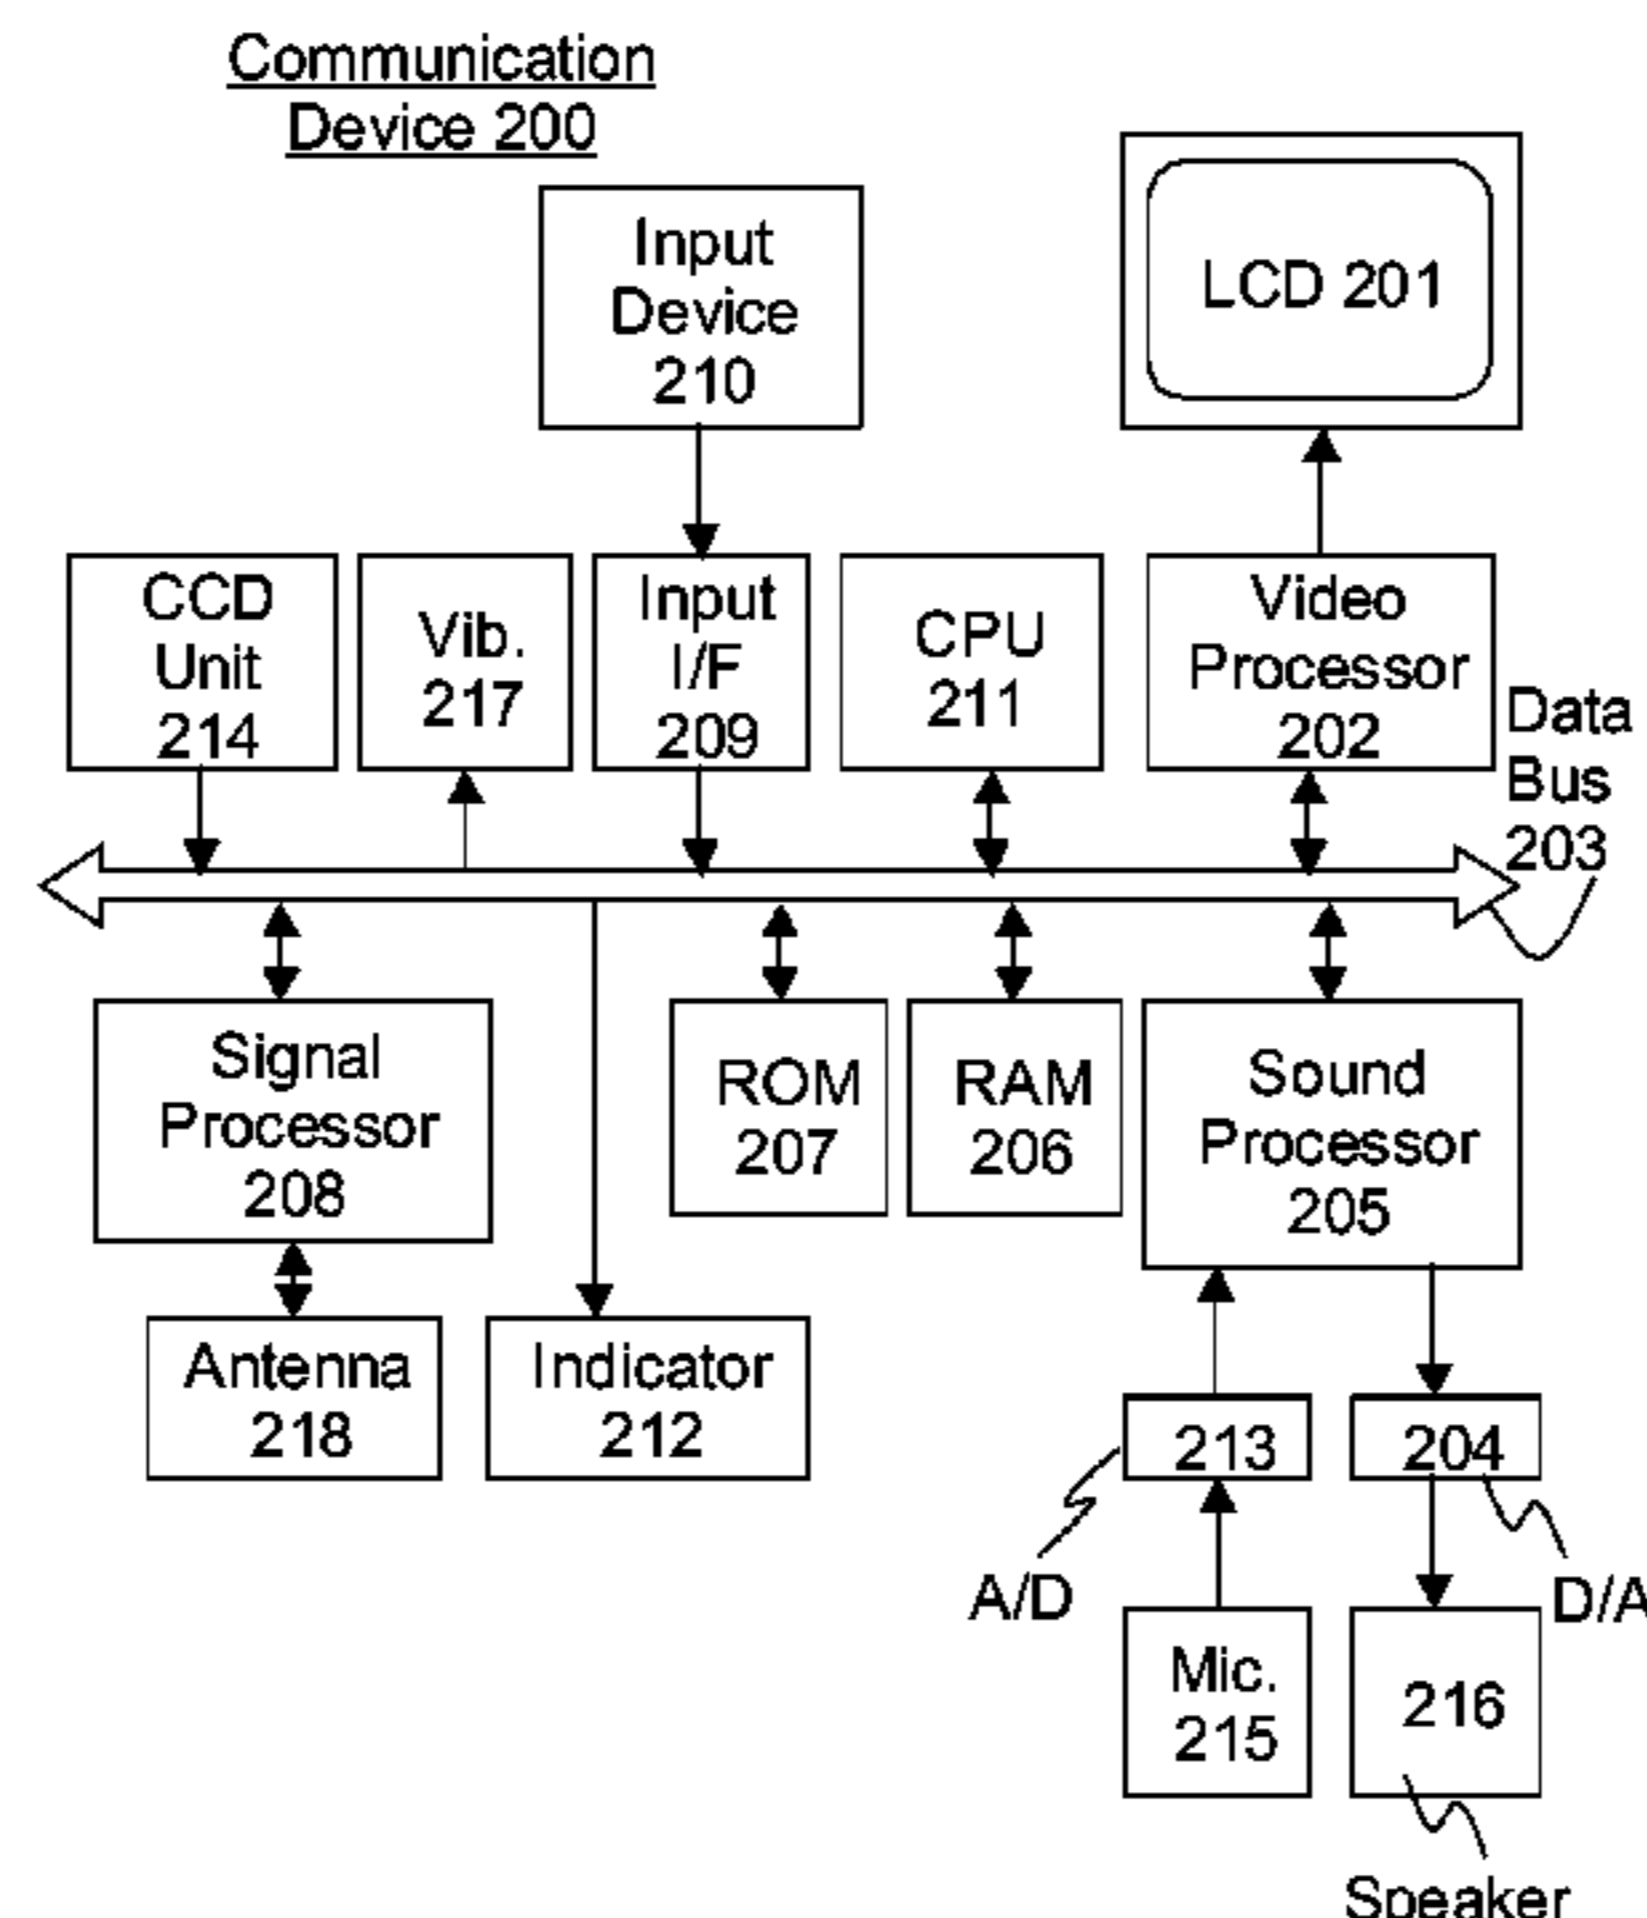 Communication
Device 200
Input
Device
210
LCD 201
CCD
Unit
214
Vib.
217
Input
I/F
209
CPU
211
Video
Processor
202
Data
Bus
203
Signal
Processor
208
ROM
207
RAM
206
Sound
Processor
205
Antenna
218
Indicator
212
213
204
A/D
D/A
Mic.
215
216
Speaker